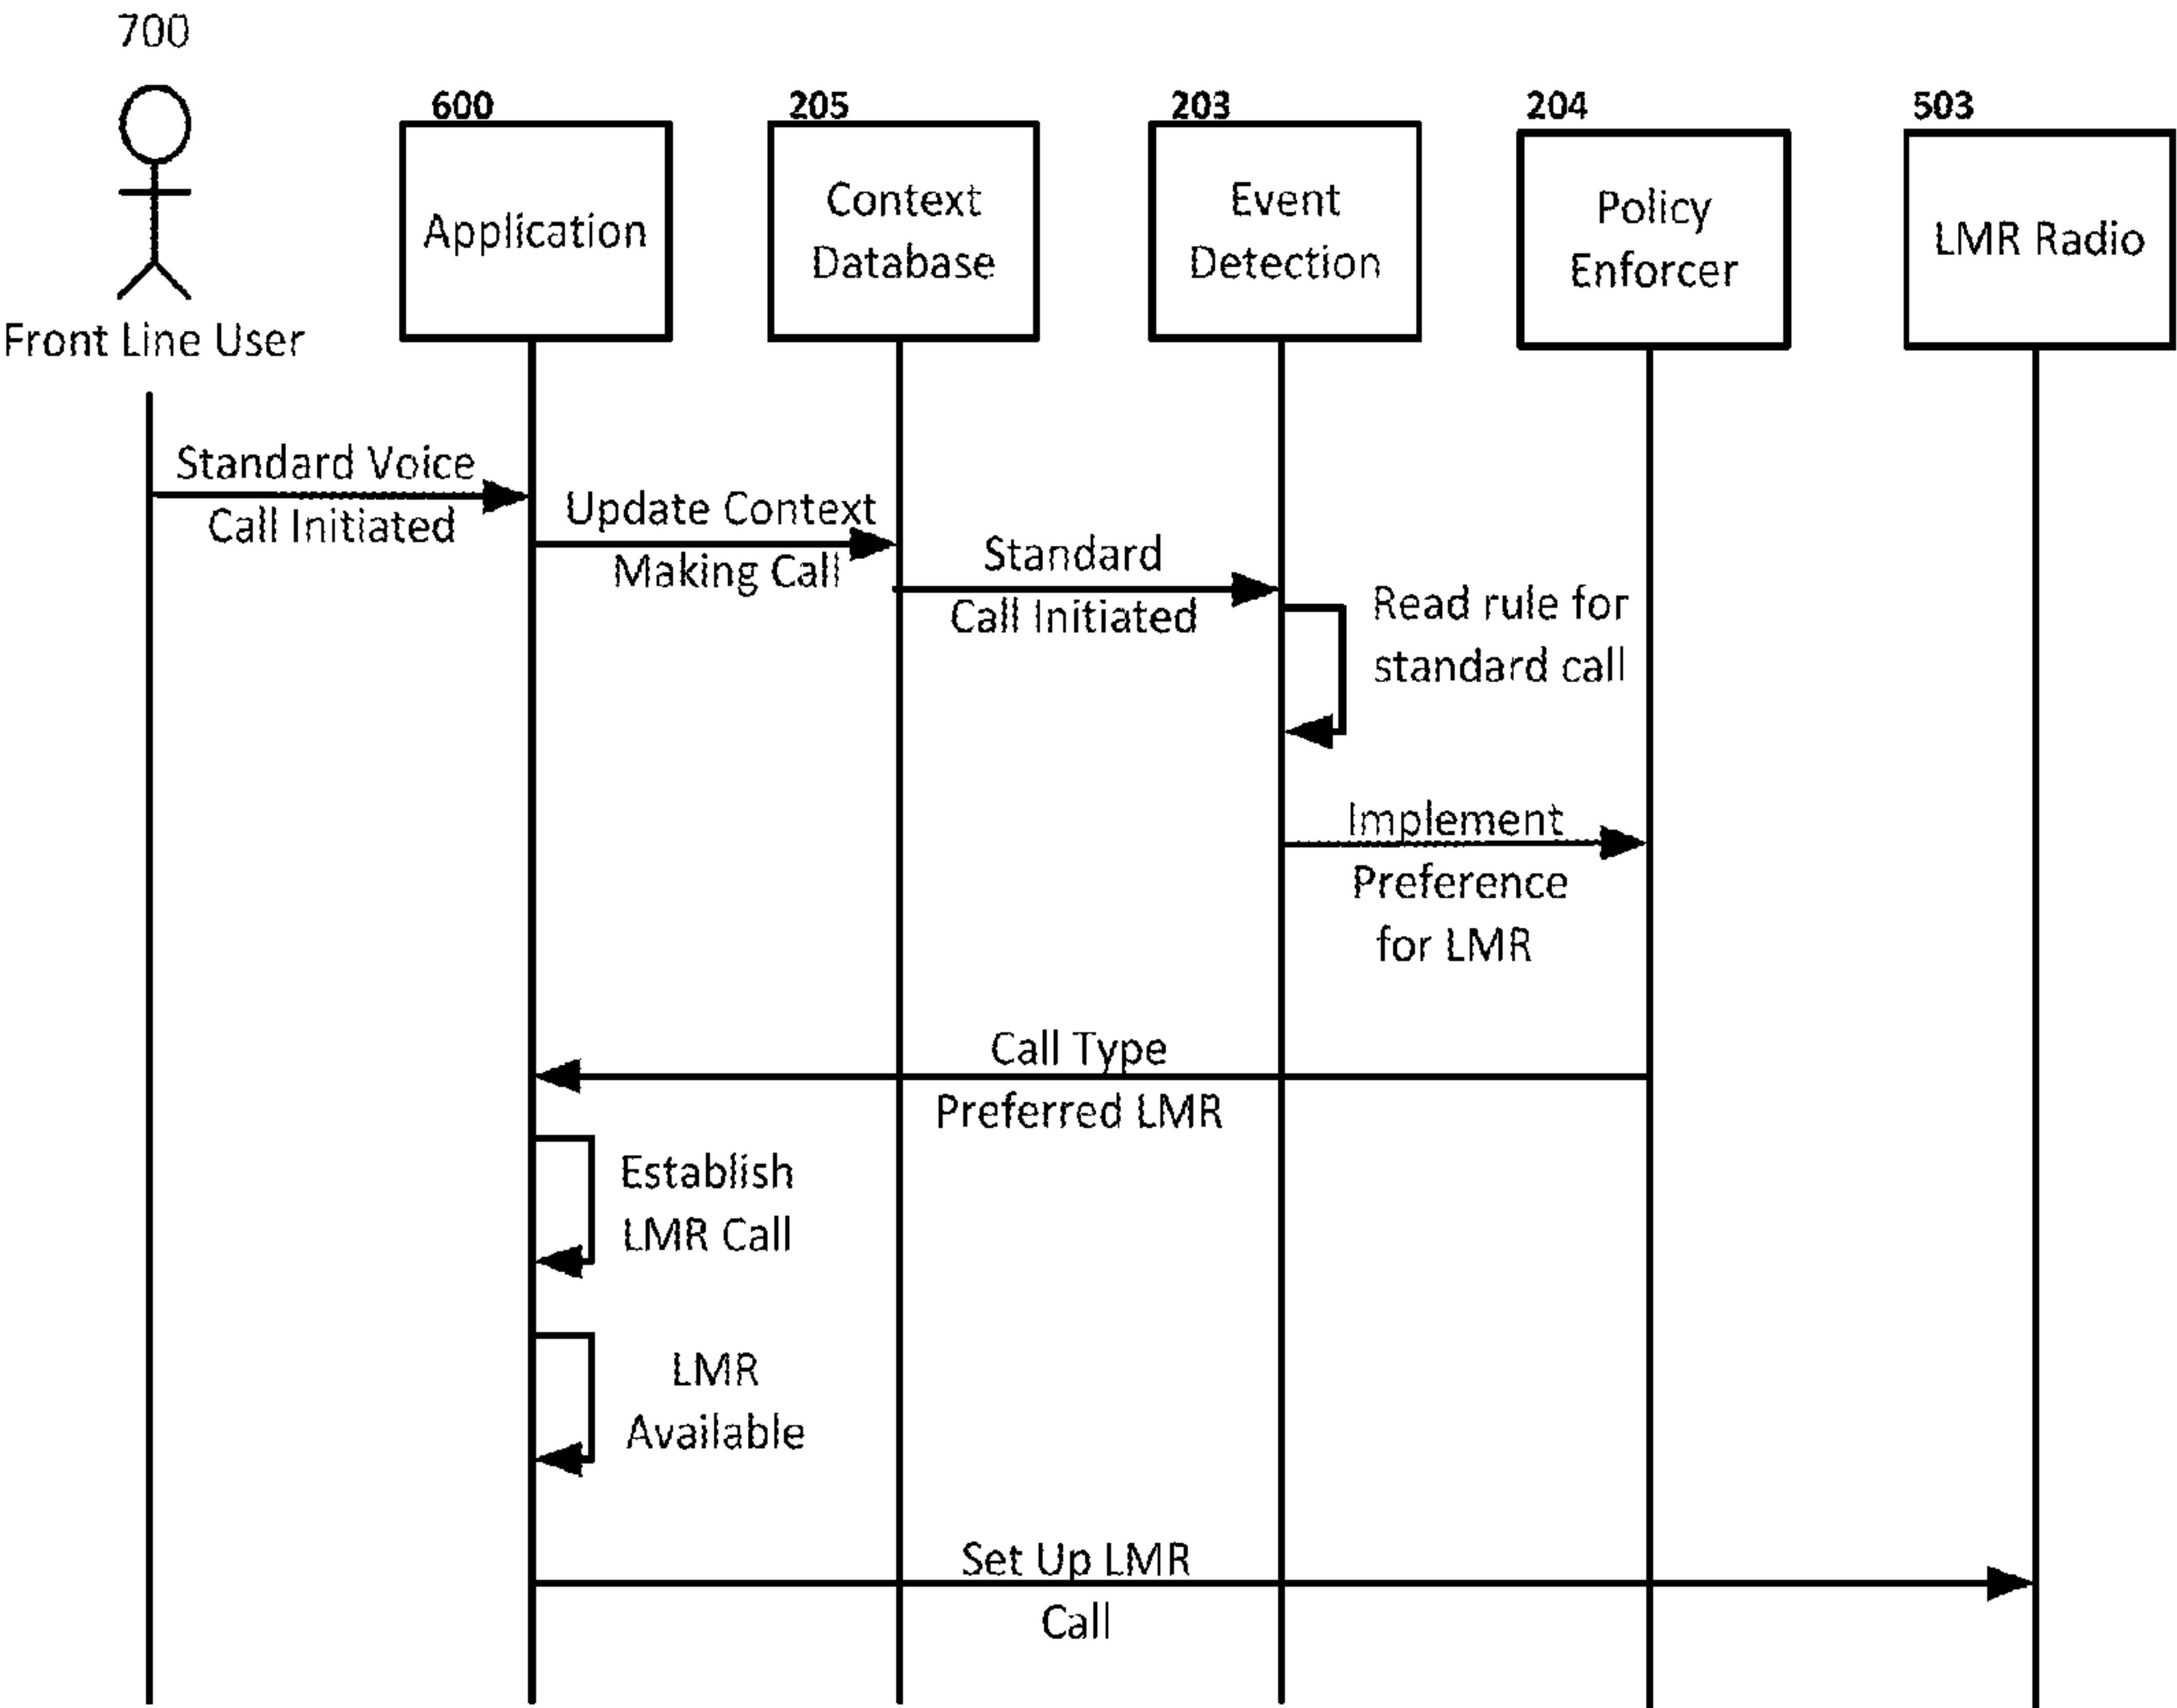 700
600
205
203
204
503
Application
Context
Database
Event
Detection
Policy
Enforcer
LMR Radio
Front Line User
Standard Voice
Call Initiated
Update Context
Making Call
Standard
Call Initiated
Read rule for
standard call
Implement
Preference
for LMR
Call Type
Preferred LMR
Establish
LMR Call
LMR
Available
Set Up LMR
Call